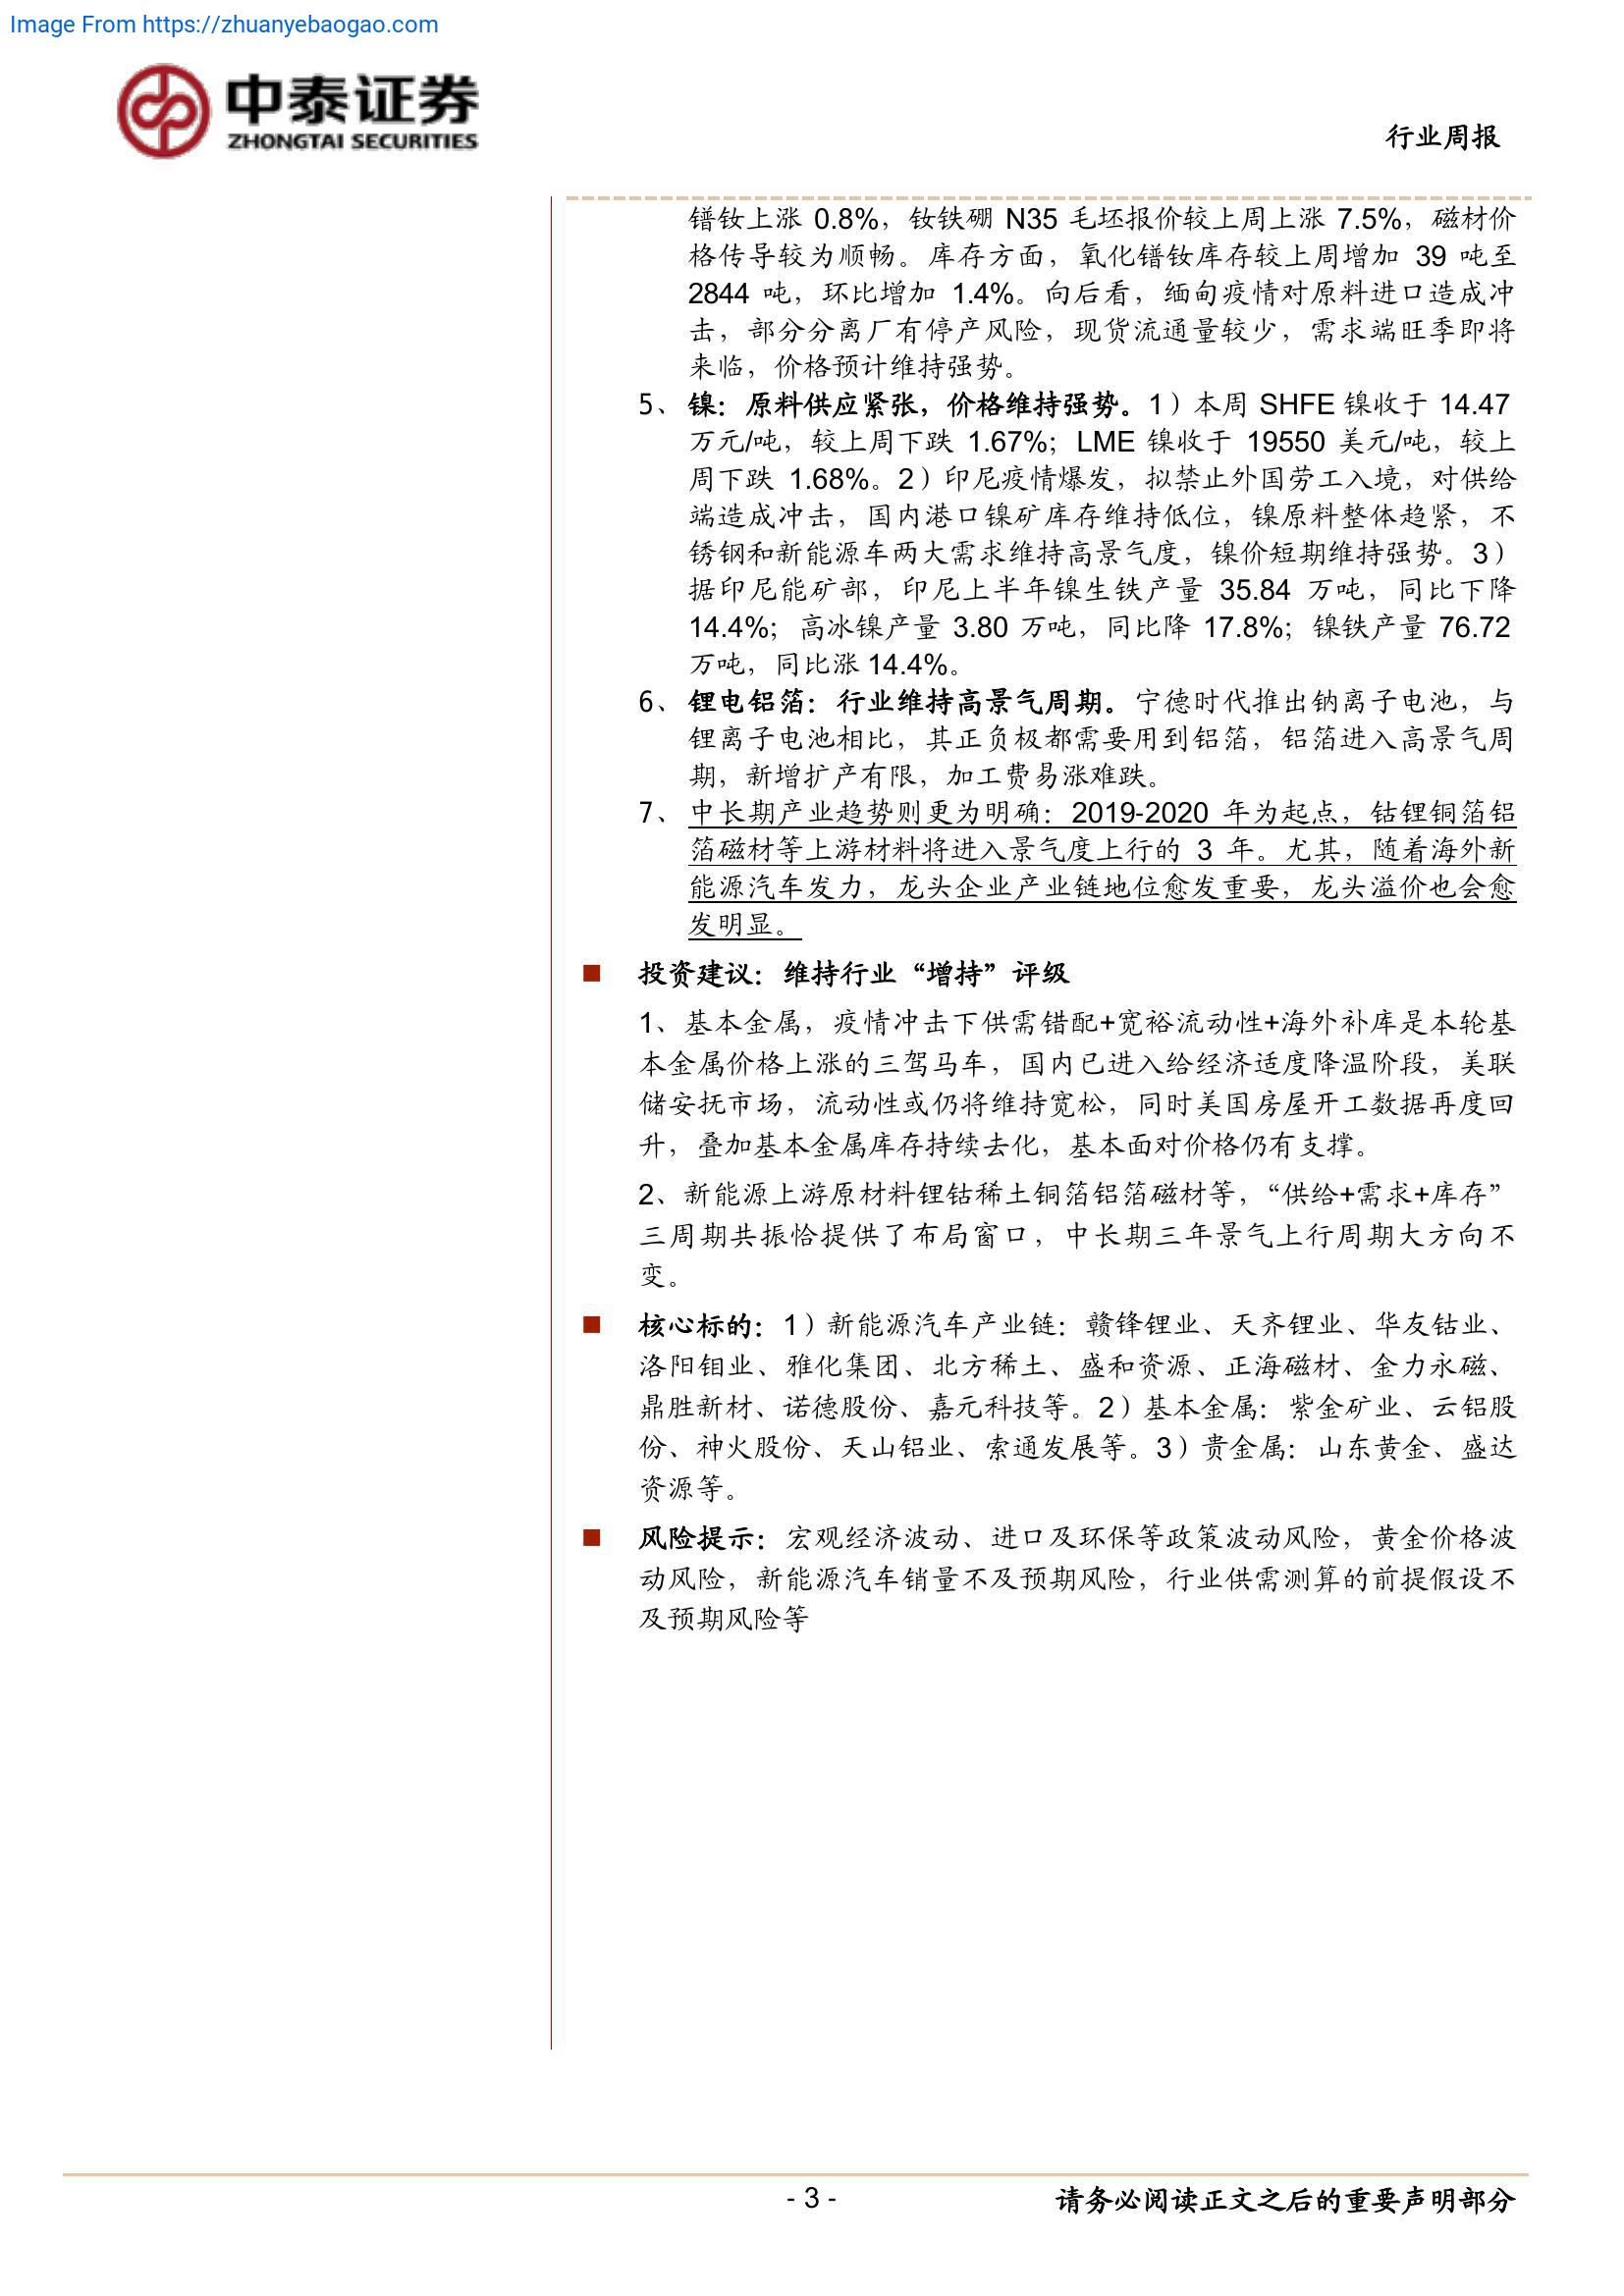 Image From https://zhuanyebaogao.com
中泰证券
ZHONGTAI SECURITIES
行业周报
镨钕上涨 0.8%，钕铁硼 N35 毛坯报价较上周上涨 7.5%，磁材价
格传导较为顺畅。库存方面，氧化镨钕库存较上周增加 39 吨至
2844 吨，环比增加 1.4%。向后看，缅甸疫情对原料进口造成冲
击，部分分离厂有停产风险，现货流通量较少，需求端旺季即将
来临，价格预计维持强势。
5、镍：原料供应紧张，价格维持强势。1）本周 SHFE 镍收于 14.47
万元/吨，较上周下跌 1.67%；LME 镍收于 19550 美元/吨，较上
周下跌 1.68%。2）印尼疫情爆发，拟禁止外国劳工入境，对供给
端造成冲击，国内港口镍矿库存维持低位，镍原料整体趋紧，不
锈钢和新能源车两大需求维持高景气度，镍价短期维持强势。3）
据印尼能矿部，印尼上半年镍生铁产量 35.84 万吨，同比下降
14.4%；高冰镍产量 3.80 万吨，同比降 17.8%；镍铁产量 76.72
万吨，同比涨 14.4%。
6、锂电铝箔：行业维持高景气周期。宁德时代推出钠离子电池，与
锂离子电池相比，其正负极都需要用到铝箔，铝箔进入高景气周
期，新增扩产有限，加工费易涨难跌。
7、中长期产业趋势则更为明确：2019-2020 年为起点，钴锂铜箔铝
箔磁材等上游材料将进入景气度上行的 3 年。尤其，随着海外新
能源汽车发力，龙头企业产业链地位愈发重要，龙头溢价也会愈
发明显。
■ 投资建议：维持行业“增持”评级
1、基本金属，疫情冲击下供需错配+宽裕流动性+海外补库是本轮基
本金属价格上涨的三驾马车，国内已进入给经济适度降温阶段，美联
储安抚市场，流动性或仍将维持宽松，同时美国房屋开工数据再度回
升，叠加基本金属库存持续去化，基本面对价格仍有支撑。
2、新能源上游原材料锂钴稀土铜箔铝箔磁材等，“供给+需求+库存”
三周期共振恰提供了布局窗口，中长期三年景气上行周期大方向不
变。
■ 核心标的：1）新能源汽车产业链：赣锋锂业、天齐锂业、华友钴业、
洛阳钼业、雅化集团、北方稀土、盛和资源、正海磁材、金力永磁、
鼎胜新材、诺德股份、嘉元科技等。2）基本金属：紫金矿业、云铝股
份、神火股份、天山铝业、索通发展等。3）贵金属：山东黄金、盛达
资源等。
■ 风险提示：宏观经济波动、进口及环保等政策波动风险，黄金价格波
动风险，新能源汽车销量不及预期风险，行业供需测算的前提假设不
及预期风险等
- 3 -
请务必阅读正文之后的重要声明部分